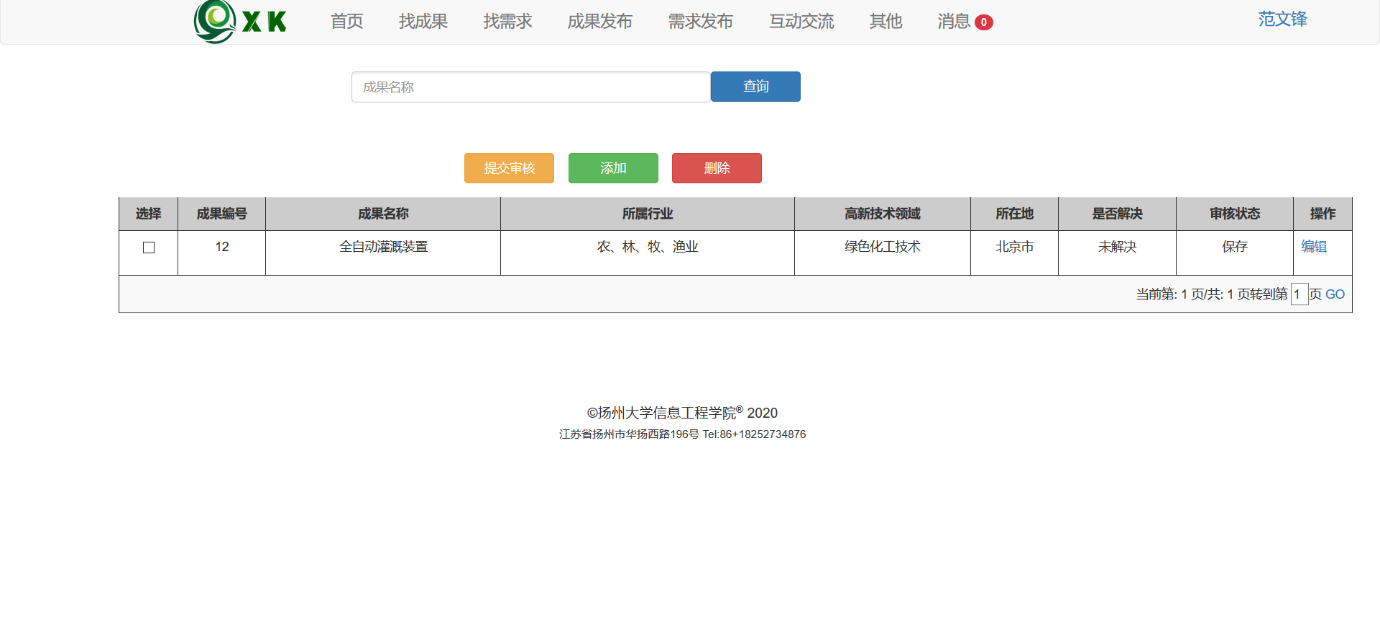 XK 首页 找成果 找需求 成果发布 需求发布 互动交流 其他 消息 0 范文锋
成果名称 查询
提交审核 添加 删除
选择 成果编号 成果名称 所属行业 高新技术领域 所在地 是否解决 审核状态 操作
12 全自动灌溉装置 农、林、牧、渔业 绿色化工技术 北京市 未解决 保存 编辑
当前第: 1 页/共: 1 页转到第 1 页 GO
©扬州大学信息工程学院® 2020
江苏省扬州市华扬西路196号 Tel:86+18252734876